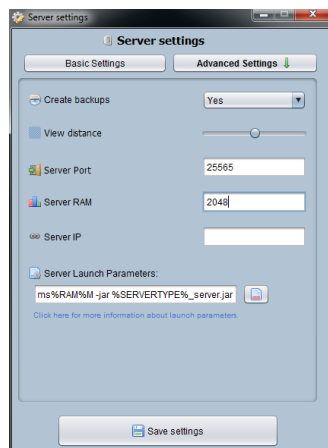 Server settings
Server settings
Basic Settings
Advanced Settings
Create backups
Yes
View distance
Server Port
25565
Server RAM
2048
Server IP
Server Launch Parameters:
ms%RAM%M -jar %SERVERTYPE%_server.jar
Click here for more information about launch parameters.
Save settings